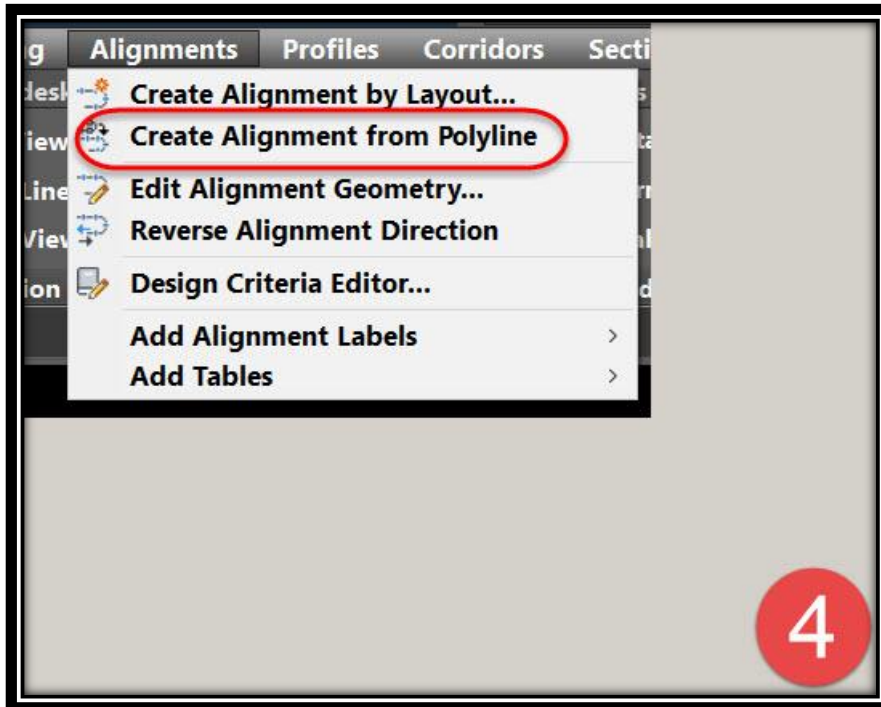 Alignments Profiles Corridors
Create Alignment by Layout...
Create Alignment from Polyline
Edit Alignment Geometry...
Reverse Alignment Direction
Design Criteria Editor...
Add Alignment Labels
Add Tables
4